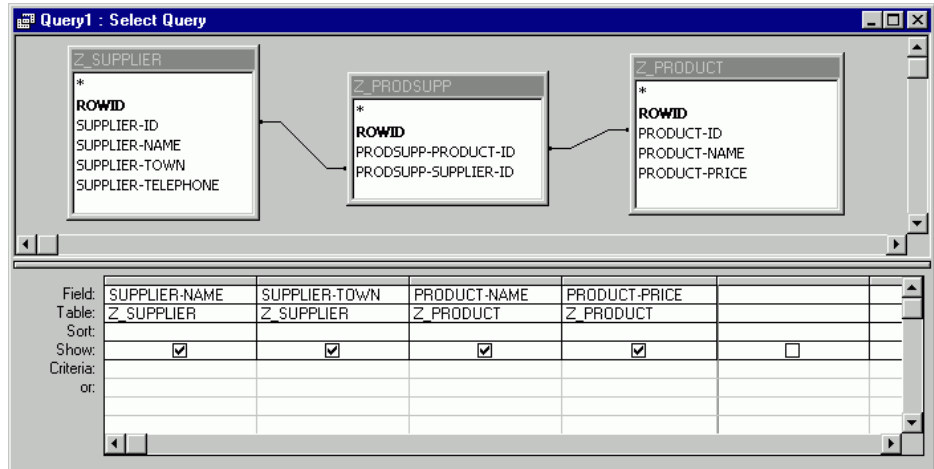 Query1 : Select Query
Z_SUPPLIER
*
ROWID
SUPPLIER-ID
SUPPLIER-NAME
SUPPLIER-TOWN
SUPPLIER-TELEPHONE
Z_PRODSUPP
*
ROWID
PRODSUPP-PRODUCT-ID
PRODSUPP-SUPPLIER-ID
Z_PRODUCT
*
ROWID
PRODUCT-ID
PRODUCT-NAME
PRODUCT-PRICE
Field: SUPPLIER-NAME SUPPLIER-TOWN PRODUCT-NAME PRODUCT-PRICE
Table: Z_SUPPLIER Z_SUPPLIER Z_PRODUCT Z_PRODUCT
Sort:
Show:
Criteria:
or: